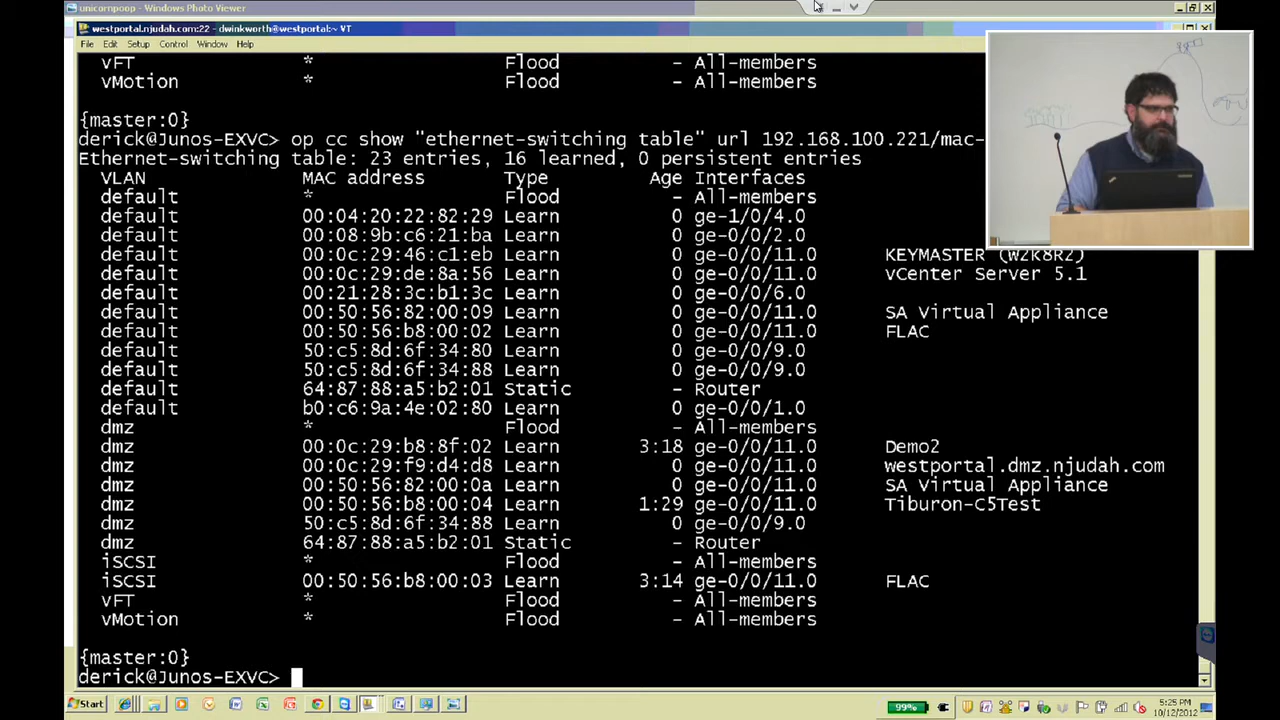 unicornpoop - Windows Photo Viewer
westportal.njudah.com:22 - dwinkworth@westportal:~ VT
File Edit Setup Control Window Help
vFT * Flood - All-members
vMotion * Flood - All-members
{master:0}
derick@Junos-EXVC> op cc show "ethernet-switching table" url 192.168.100.221/mac-
Ethernet-switching table: 23 entries, 16 learned, 0 persistent entries
VLAN MAC address Type Age Interfaces
default * Flood - All-members
default 00:04:20:22:82:29 Learn 0 ge-1/0/4.0
default 00:08:9b:c6:21:ba Learn 0 ge-0/0/2.0
default 00:0c:29:46:c1:eb Learn 0 ge-0/0/11.0 KEYMASTER (W2K8R2)
default 00:0c:29:de:8a:56 Learn 0 ge-0/0/11.0 vCenter Server 5.1
default 00:21:28:3c:b1:3c Learn 0 ge-0/0/6.0
default 00:50:56:82:00:09 Learn 0 ge-0/0/11.0 SA Virtual Appliance
default 00:50:56:b8:00:02 Learn 0 ge-0/0/11.0 FLAC
default 50:c5:8d:6f:34:80 Learn 0 ge-0/0/9.0
default 50:c5:8d:6f:34:88 Learn 0 ge-0/0/9.0
default 64:87:88:a5:b2:01 Static - Router
default b0:c6:9a:4e:02:80 Learn 0 ge-0/0/1.0
dmz * Flood - All-members
dmz 00:0c:29:b8:8f:02 Learn 3:18 ge-0/0/11.0 Demo2
dmz 00:0c:29:f9:d4:d8 Learn 0 ge-0/0/11.0 westportal.dmz.njudah.com
dmz 00:50:56:82:00:0a Learn 0 ge-0/0/11.0 SA Virtual Appliance
dmz 00:50:56:b8:00:04 Learn 1:29 ge-0/0/11.0 Tiburon-C5Test
dmz 50:c5:8d:6f:34:88 Learn 0 ge-0/0/9.0
dmz 64:87:88:a5:b2:01 Static - Router
iSCSI * Flood - All-members
iSCSI 00:50:56:b8:00:03 Learn 3:14 ge-0/0/11.0 FLAC
vFT * Flood - All-members
vMotion * Flood - All-members
{master:0}
derick@Junos-EXVC>
Start 99% 5:25 PM
10/12/2012